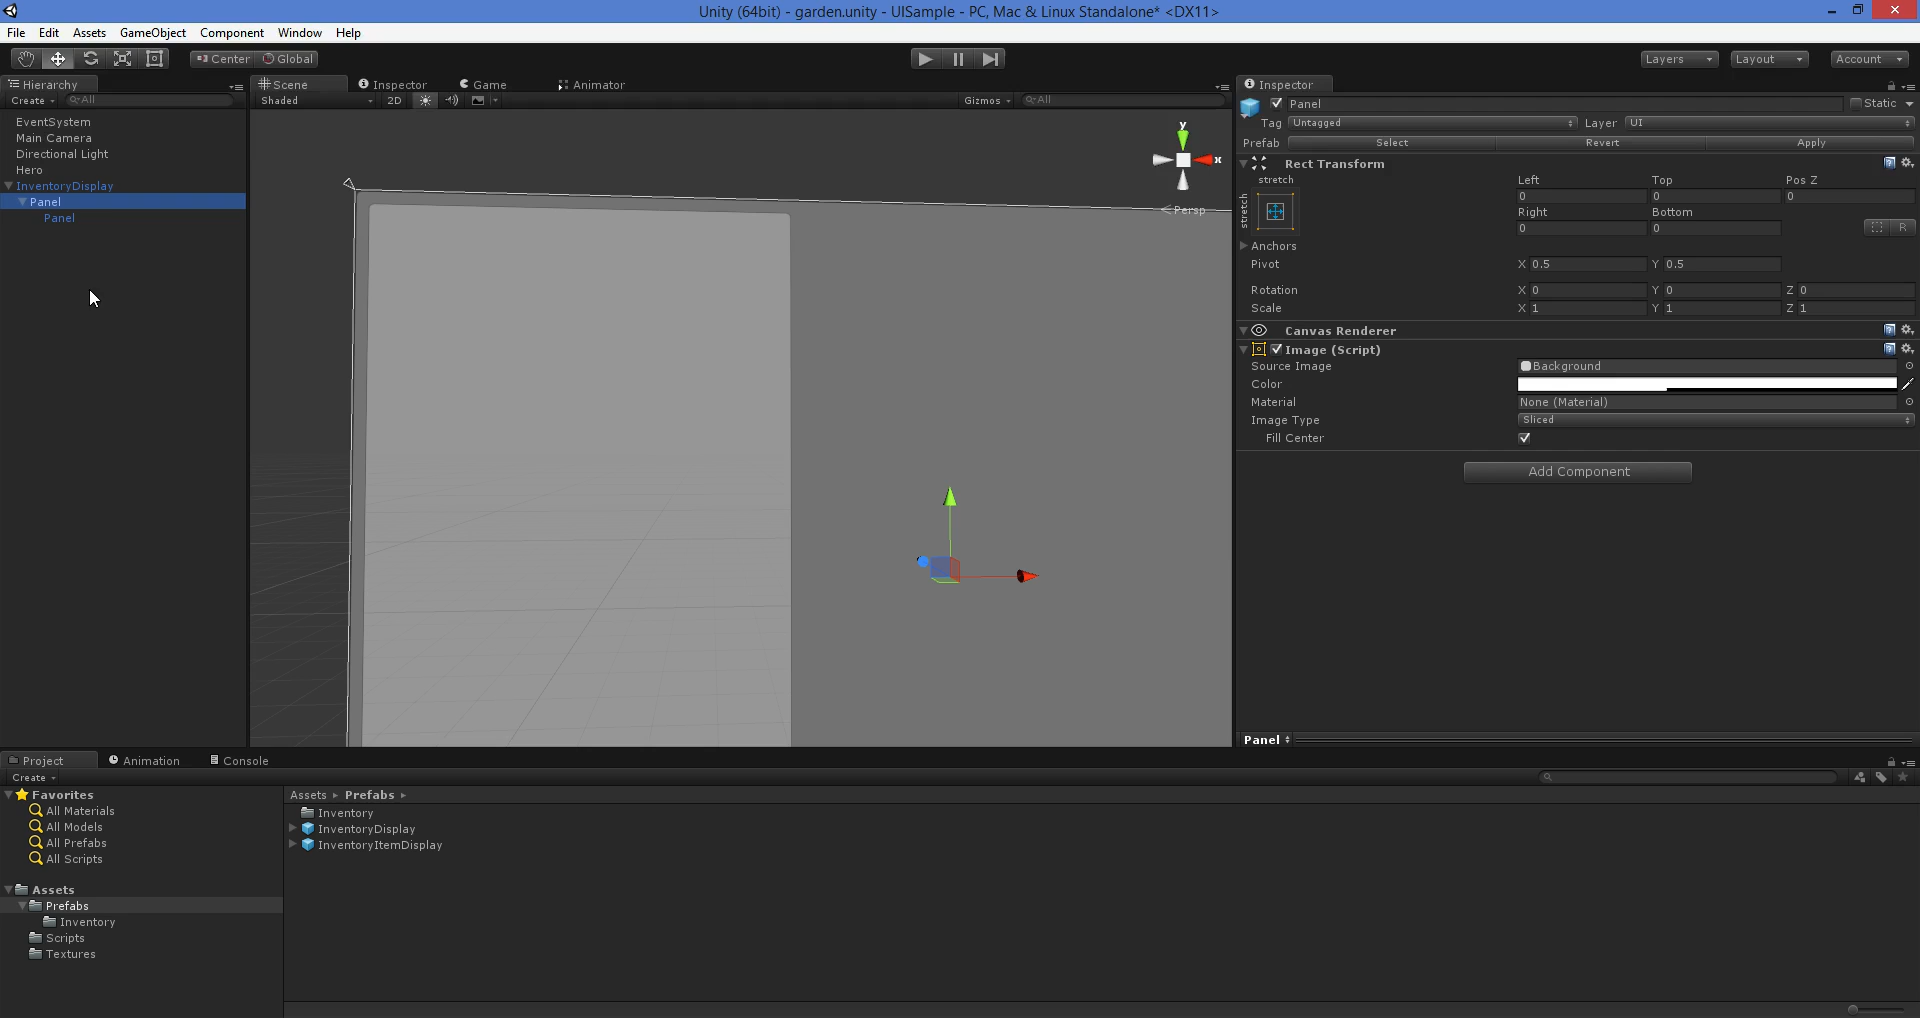 Unity (64bit) - garden.unity - UISample - PC, Mac & Linux Standalone* <DX11>
File Edit Assets GameObject Component Window Help
Center Global Layers Layout Account
Hierarchy
Create All
EventSystem
Main Camera
Directional Light
Hero
InventoryDisplay
Panel
Panel
Scene Inspector Game Animator
Shaded 2D Gizmos All
y
x
Persp
Inspector
Panel Static
Tag Untagged Layer UI
Prefab Select Revert Apply
Rect Transform
stretch Left Top Pos Z
stretch
0 0 0
Right Bottom
0 0 R
Anchors
Pivot X 0.5 Y 0.5
Rotation X 0 Y 0 Z 0
Scale X 1 Y 1 Z 1
Canvas Renderer
Image (Script)
Source Image Background
Color
Material None (Material)
Image Type Sliced
Fill Center
Add Component
Panel
Project Animation Console
Create
Favorites
All Materials
All Models
All Prefabs
All Scripts
Assets
Prefabs
Inventory
Scripts
Textures
Assets ▸ Prefabs ▸
Inventory
InventoryDisplay
InventoryItemDisplay